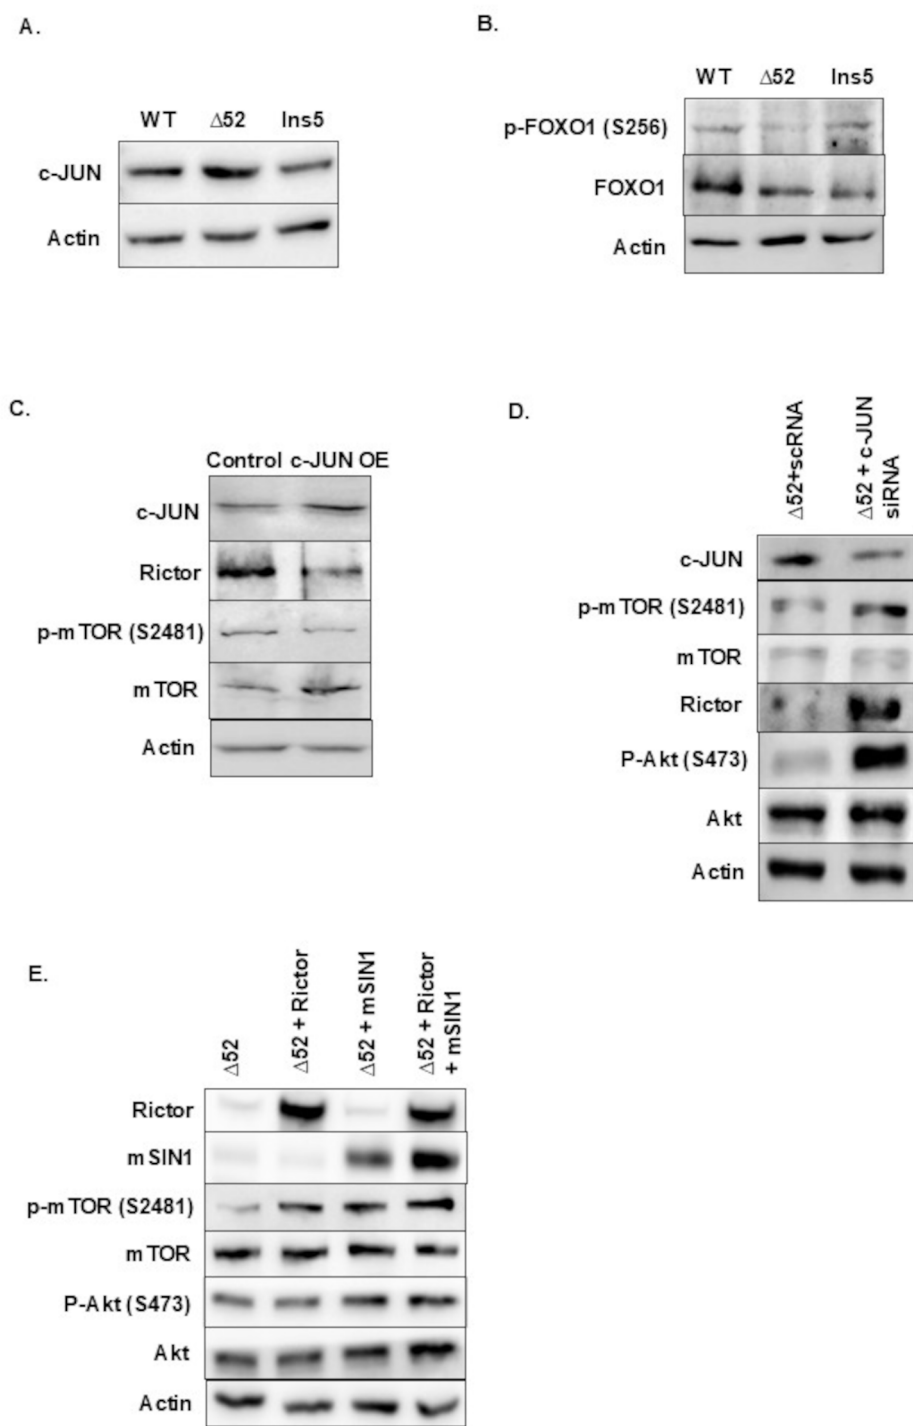 A.
WT Δ52 Ins5
c-JUN
Actin
B.
WT Δ52 Ins5
p-FOXO1 (S256)
FOXO1
Actin
C.
Control c-JUN OE
c-JUN
Rictor
p-mTOR (S2481)
mTOR
Actin
D.
Δ52+scRNA
Δ52 + c-JUN
siRNA
c-JUN
p-mTOR (S2481)
mTOR
Rictor
P-Akt (S473)
Akt
Actin
E.
Δ52
Δ52 + Rictor
Δ52 + mSIN1
Δ52 + Rictor
+ mSIN1
Rictor
mSIN1
p-mTOR (S2481)
mTOR
P-Akt (S473)
Akt
Actin